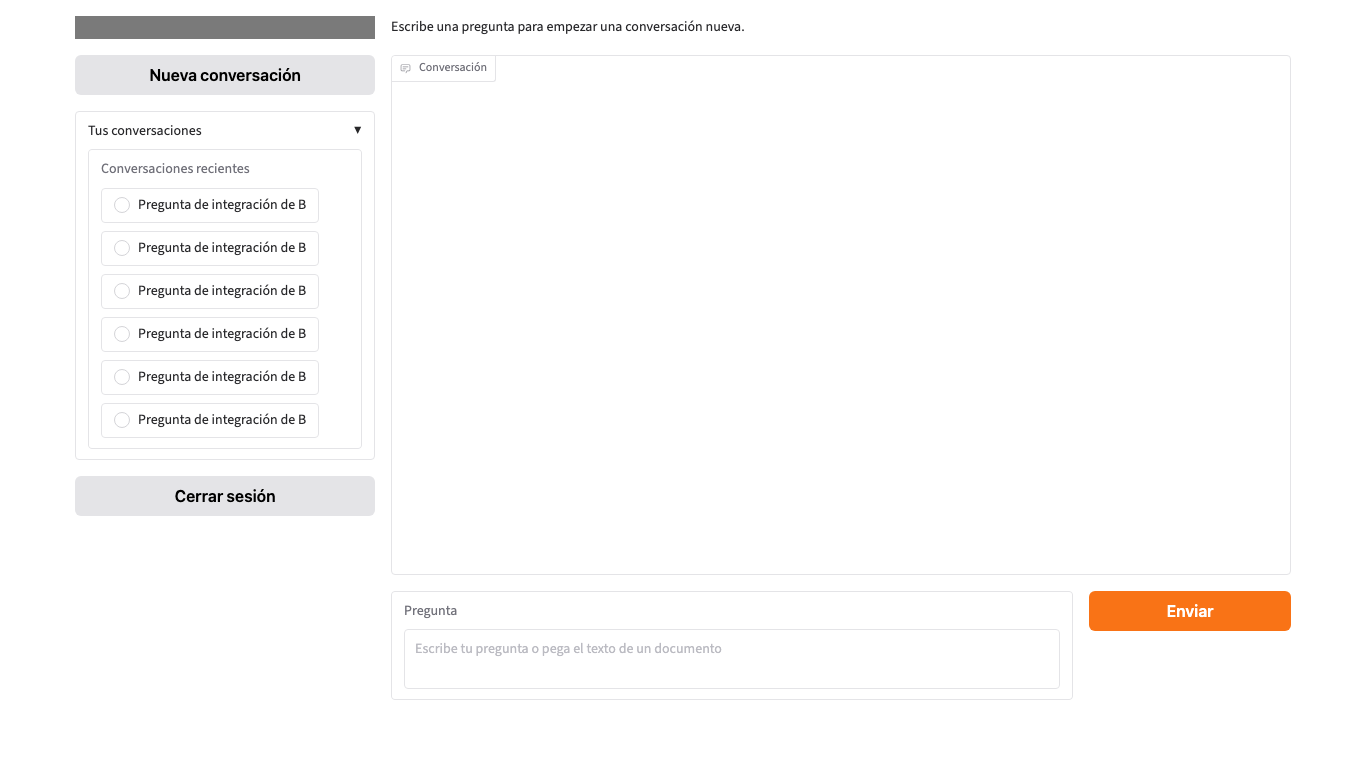 Escribe una pregunta para empezar una conversación nueva.
Nueva conversación
Tus conversaciones ▼
Conversaciones recientes
Pregunta de integración de B
Pregunta de integración de B
Pregunta de integración de B
Pregunta de integración de B
Pregunta de integración de B
Pregunta de integración de B
Cerrar sesión
Conversación
Pregunta
Escribe tu pregunta o pega el texto de un documento
Enviar